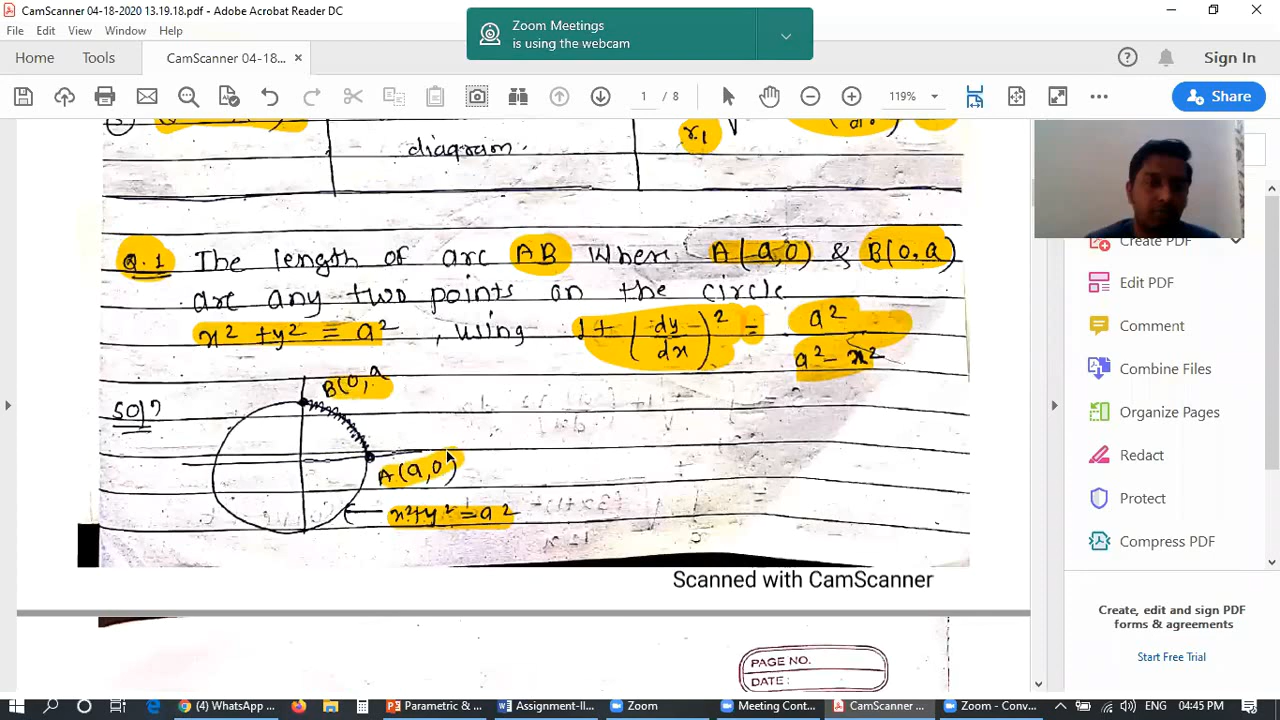 CamScanner 04-18-2020 13.19.18.pdf - Adobe Acrobat Reader DC
Zoom Meetings
is using the webcam
File Edit View Window Help
Home Tools CamScanner 04-18... × Sign In
1 / 8 119% Share
diagram.
r₁
Q.1 The length of arc AB where A(a,0) & B(0,a)
are any two points on the circle
x² + y² = a² , using 1 + (dy/dx)² = a²/(a² - x²)
B(0,a
Sol?
A(a,0)
x²+y²=a²
Scanned with CamScanner
PAGE NO.
DATE :
Create PDF
Edit PDF
Comment
Combine Files
Organize Pages
Redact
Protect
Compress PDF
Create, edit and sign PDF
forms & agreements
Start Free Trial
(4) WhatsApp ... Parametric & Po... Assignment-II... Zoom Meeting Cont... CamScanner ... Zoom - Conv... ENG 04:45 PM